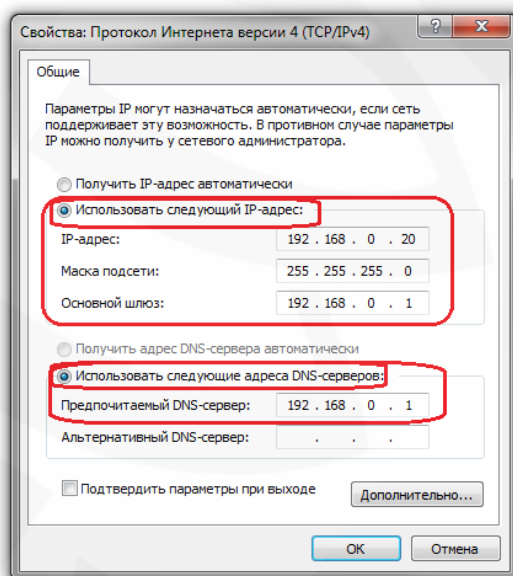 Свойства: Протокол Интернета версии 4 (TCP/IPv4)
Общие
Параметры IP могут назначаться автоматически, если сеть
поддерживает эту возможность. В противном случае параметры
IP можно получить у сетевого администратора.
Получить IP-адрес автоматически
Использовать следующий IP-адрес:
IP-адрес: 192 . 168 . 0 . 20
Маска подсети: 255 . 255 . 255 . 0
Основной шлюз: 192 . 168 . 0 . 1
Получить адрес DNS-сервера автоматически
Использовать следующие адреса DNS-серверов:
Предпочитаемый DNS-сервер: 192 . 168 . 0 . 1
Альтернативный DNS-сервер: . . .
Подтвердить параметры при выходе
Дополнительно...
ОК Отмена